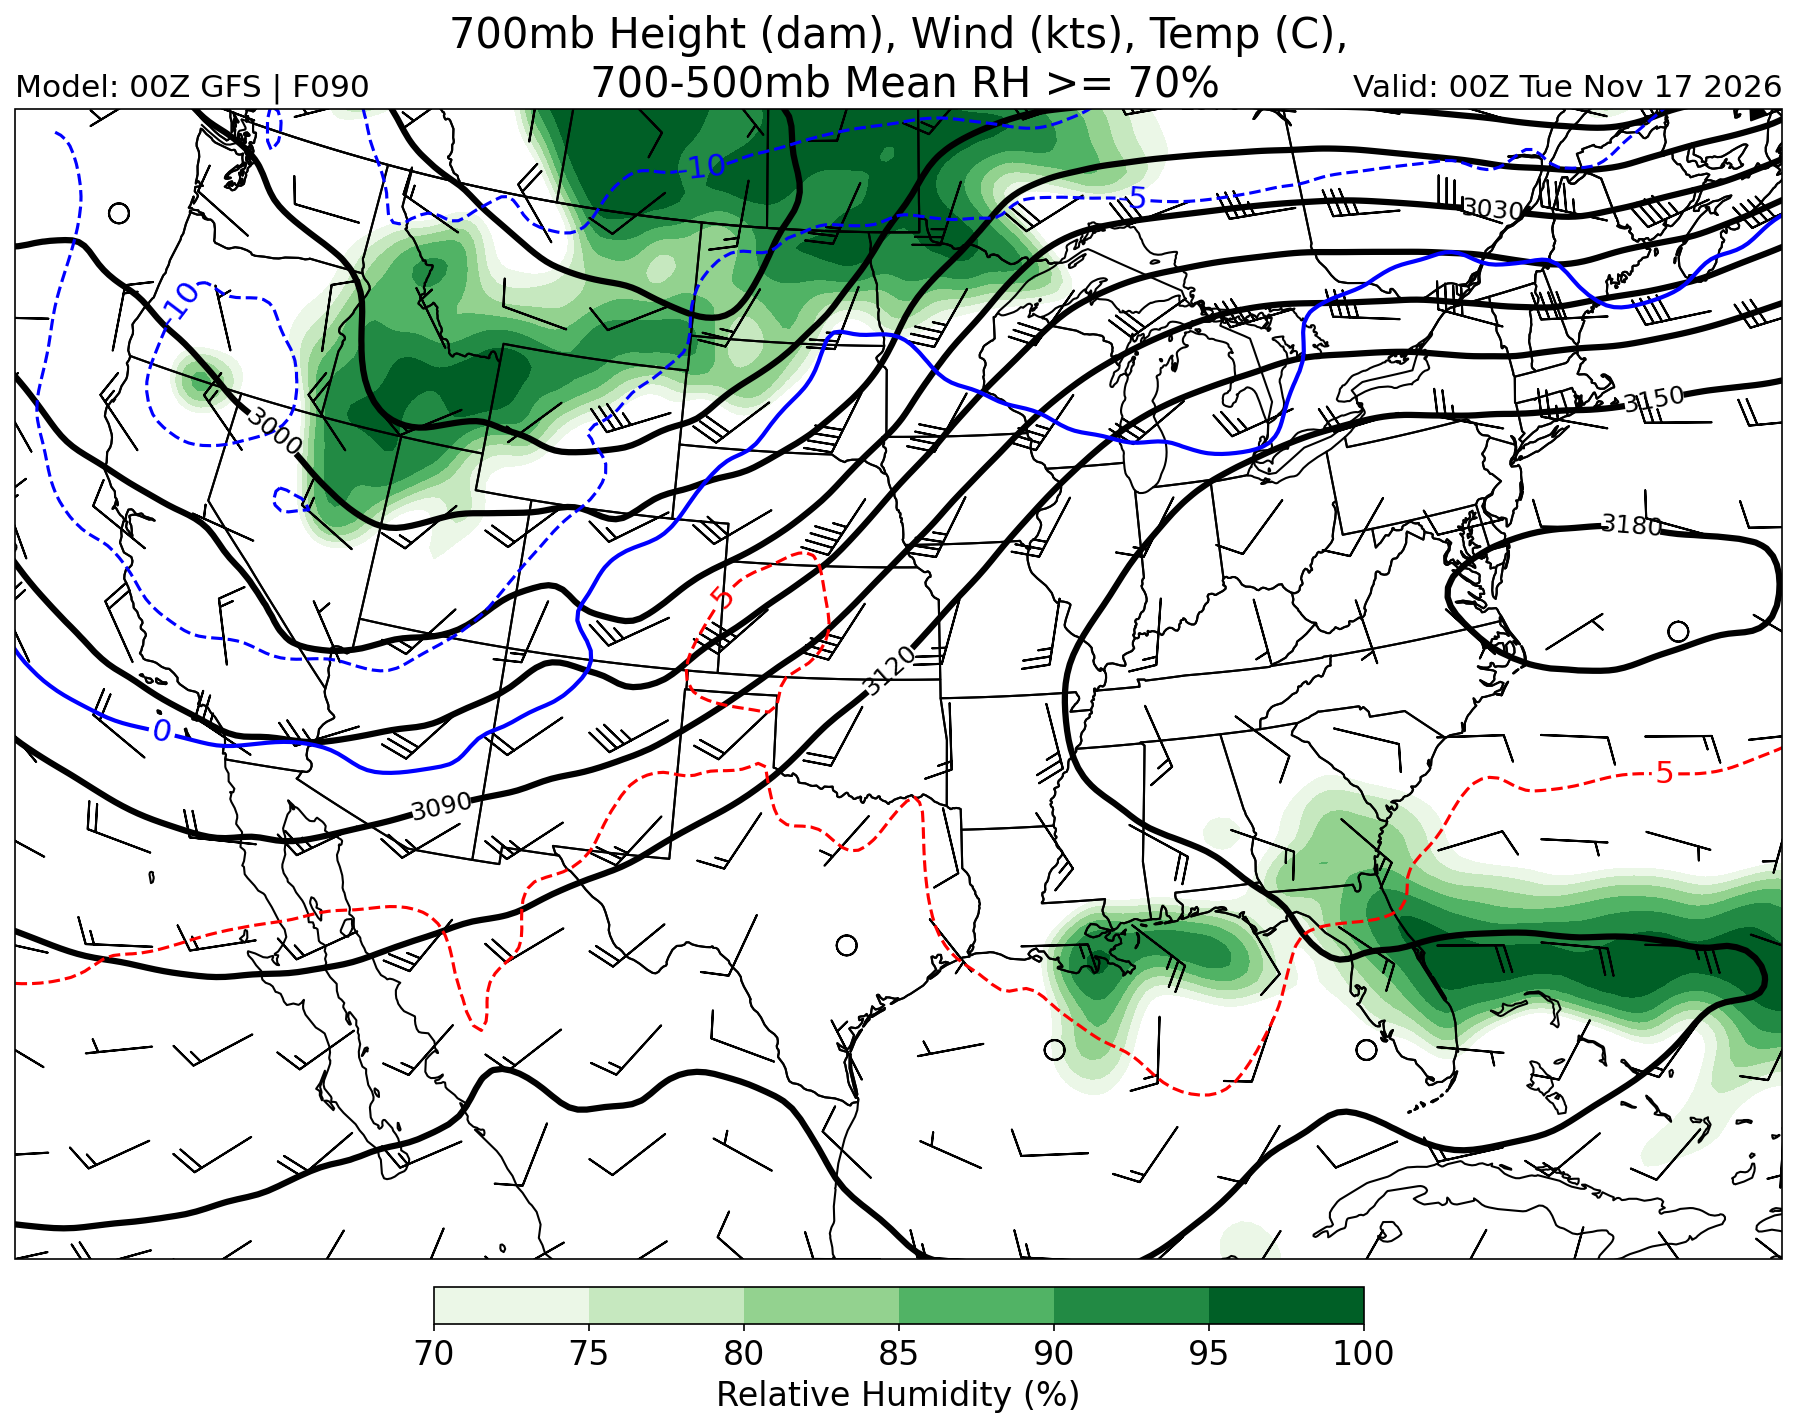 700mb Height (dam), Wind (kts), Temp (C),
700-500mb Mean RH >= 70%
Model: 00Z GFS | F090
Valid: 00Z Tue Nov 17 2026
-10
-5
3030
-10
3000
3150
3180
5
3120
0
5
3090
70 75 80 85 90 95 100
Relative Humidity (%)